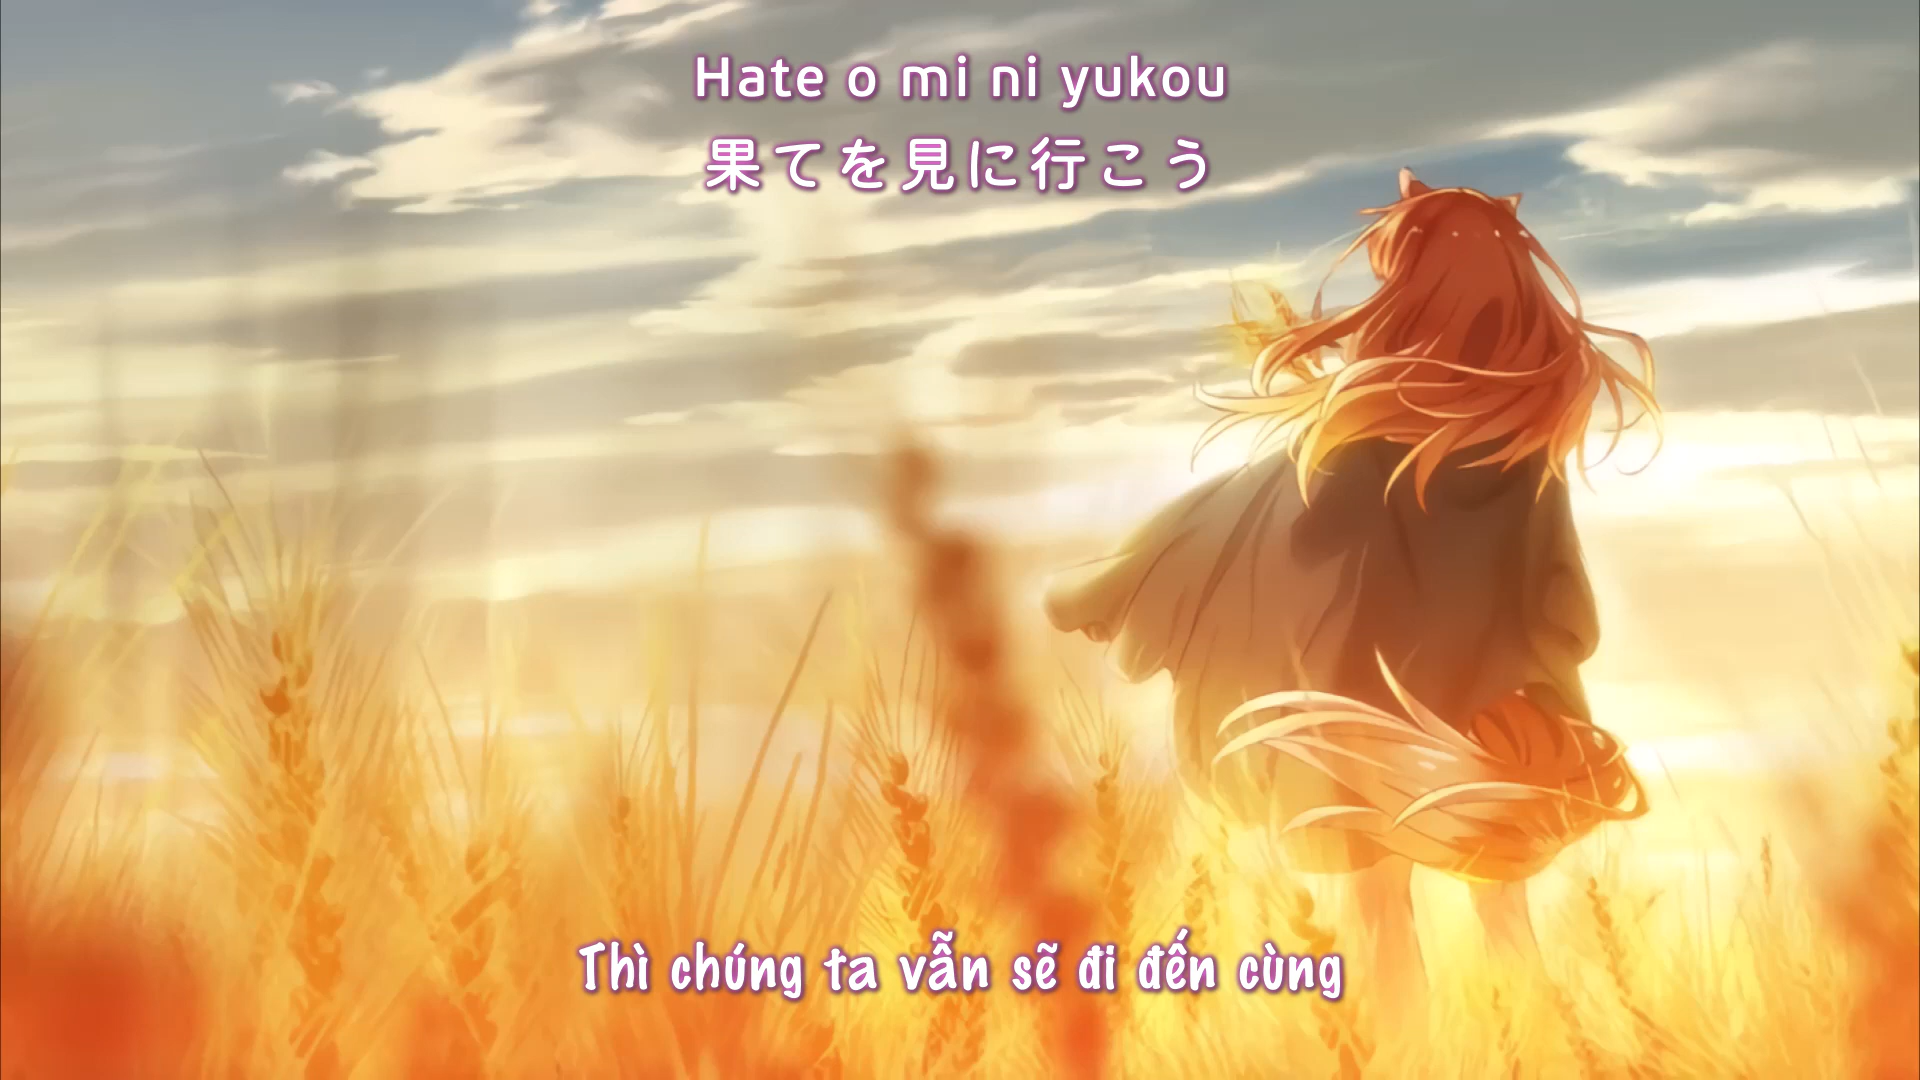 Hate o mi ni yukou
果てを見に行こう
Thì chúng ta vẫn sẽ đi đến cùng